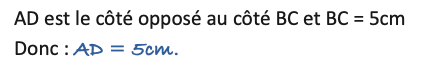 AD est le côté opposé au côté BC et BC = 5cm
Donc : AD = 5cm.